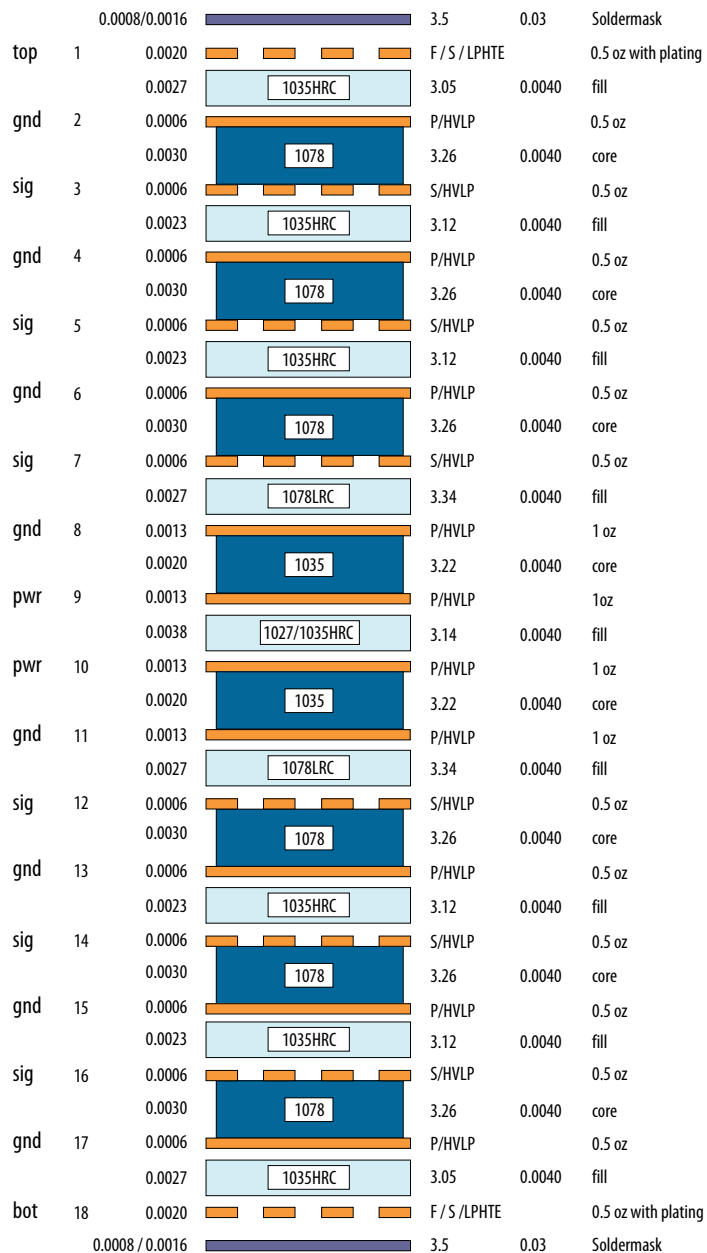 0.0008/0.0016 3.5 0.03 Soldermask
top 1 0.0020 F / S / LPHTE 0.5 oz with plating
0.0027 1035HRC 3.05 0.0040 fill
gnd 2 0.0006 P/HVLP 0.5 oz
0.0030 1078 3.26 0.0040 core
sig 3 0.0006 S/HVLP 0.5 oz
0.0023 1035HRC 3.12 0.0040 fill
gnd 4 0.0006 P/HVLP 0.5 oz
0.0030 1078 3.26 0.0040 core
sig 5 0.0006 S/HVLP 0.5 oz
0.0023 1035HRC 3.12 0.0040 fill
gnd 6 0.0006 P/HVLP 0.5 oz
0.0030 1078 3.26 0.0040 core
sig 7 0.0006 S/HVLP 0.5 oz
0.0027 1078LRC 3.34 0.0040 fill
gnd 8 0.0013 P/HVLP 1 oz
0.0020 1035 3.22 0.0040 core
pwr 9 0.0013 P/HVLP 1oz
0.0038 1027/1035HRC 3.14 0.0040 fill
pwr 10 0.0013 P/HVLP 1 oz
0.0020 1035 3.22 0.0040 core
gnd 11 0.0013 P/HVLP 1 oz
0.0027 1078LRC 3.34 0.0040 fill
sig 12 0.0006 S/HVLP 0.5 oz
0.0030 1078 3.26 0.0040 core
gnd 13 0.0006 P/HVLP 0.5 oz
0.0023 1035HRC 3.12 0.0040 fill
sig 14 0.0006 S/HVLP 0.5 oz
0.0030 1078 3.26 0.0040 core
gnd 15 0.0006 P/HVLP 0.5 oz
0.0023 1035HRC 3.12 0.0040 fill
sig 16 0.0006 S/HVLP 0.5 oz
0.0030 1078 3.26 0.0040 core
gnd 17 0.0006 P/HVLP 0.5 oz
0.0027 1035HRC 3.05 0.0040 fill
bot 18 0.0020 F / S /LPHTE 0.5 oz with plating
0.0008 / 0.0016 3.5 0.03 Soldermask